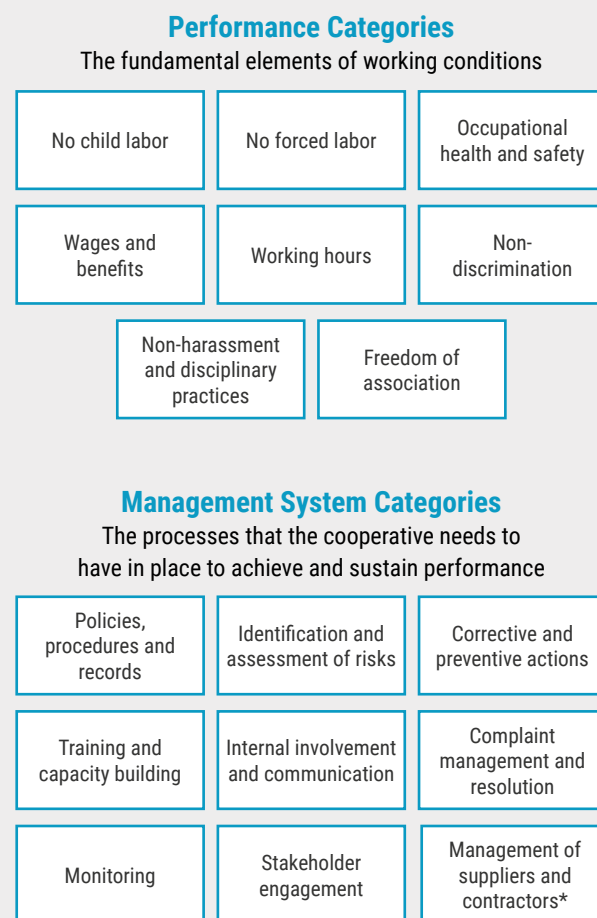 Performance Categories
The fundamental elements of working conditions
No child labor
No forced labor
Occupational
health and safety
Wages and
benefits
Working hours
Non-
discrimination
Non-harassment
and disciplinary
practices
Freedom of
association
Management System Categories
The processes that the cooperative needs to
have in place to achieve and sustain performance
Policies,
procedures and
records
Identification and
assessment of risks
Corrective and
preventive actions
Training and
capacity building
Internal involvement
and communication
Complaint
management and
resolution
Monitoring
Stakeholder
engagement
Management of
suppliers and
contractors*